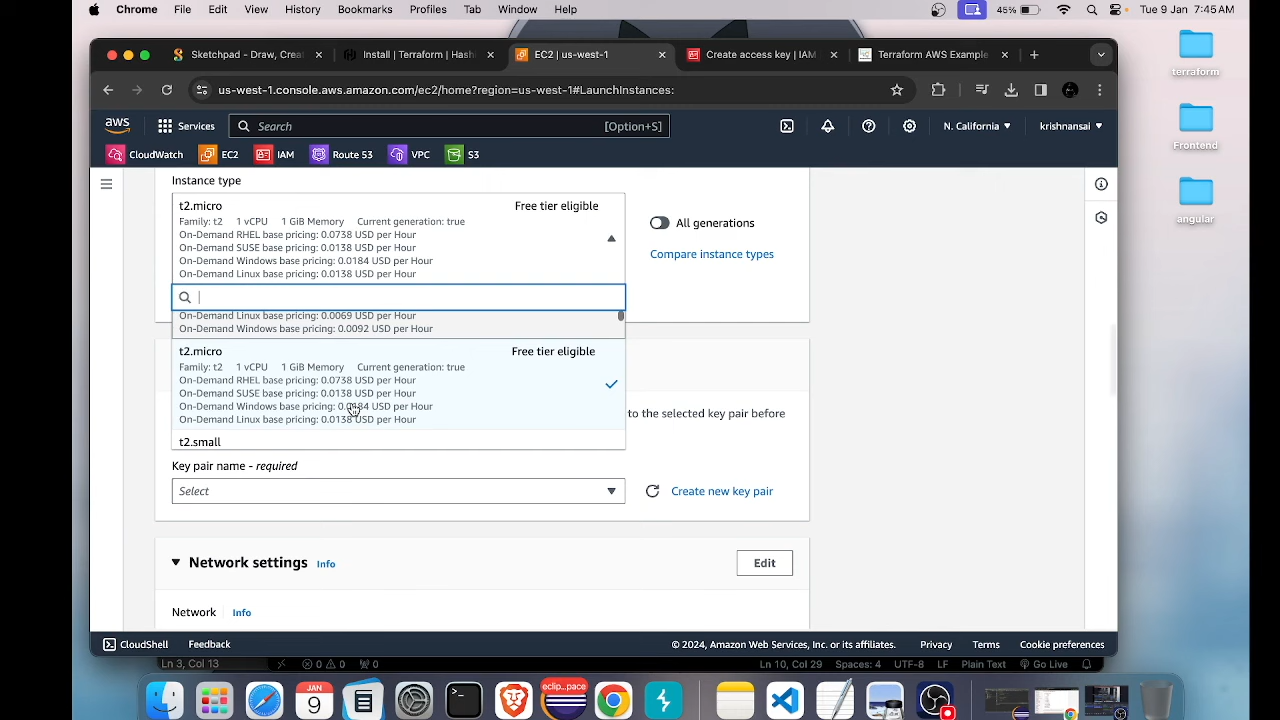 Chrome File Edit View History Bookmarks Profiles Tab Window Help 45% Tue 9 Jan 7:45 AM
Sketchpad - Draw, Crea Install | Terraform | Hashi EC2 | us-west-1 Create access key | IAM Terraform AWS Example
us-west-1.console.aws.amazon.com/ec2/home?region=us-west-1#LaunchInstances:
aws Services Search [Option+S] N. California krishnansai
CloudWatch EC2 IAM Route 53 VPC S3
Instance type
t2.micro Free tier eligible
Family: t2 1 vCPU 1 GiB Memory Current generation: true
On-Demand RHEL base pricing: 0.0738 USD per Hour
On-Demand SUSE base pricing: 0.0138 USD per Hour
On-Demand Windows base pricing: 0.0184 USD per Hour
On-Demand Linux base pricing: 0.0138 USD per Hour
All generations
Compare instance types
On-Demand Linux base pricing: 0.0069 USD per Hour
On-Demand Windows base pricing: 0.0092 USD per Hour
t2.micro Free tier eligible
Family: t2 1 vCPU 1 GiB Memory Current generation: true
On-Demand RHEL base pricing: 0.0738 USD per Hour
On-Demand SUSE base pricing: 0.0138 USD per Hour
On-Demand Windows base pricing: 0.0184 USD per Hour
On-Demand Linux base pricing: 0.0138 USD per Hour
t2.small
to the selected key pair before
Key pair name - required
Select Create new key pair
Network settings Info Edit
Network Info
CloudShell Feedback © 2024, Amazon Web Services, Inc. or its affiliates. Privacy Terms Cookie preferences
Ln 3, Col 13 0 0 0 Ln 10, Col 29 Spaces: 4 UTF-8 LF Plain Text Go Live
terraform
Frontend
angular
JAN
9
eclip...pace